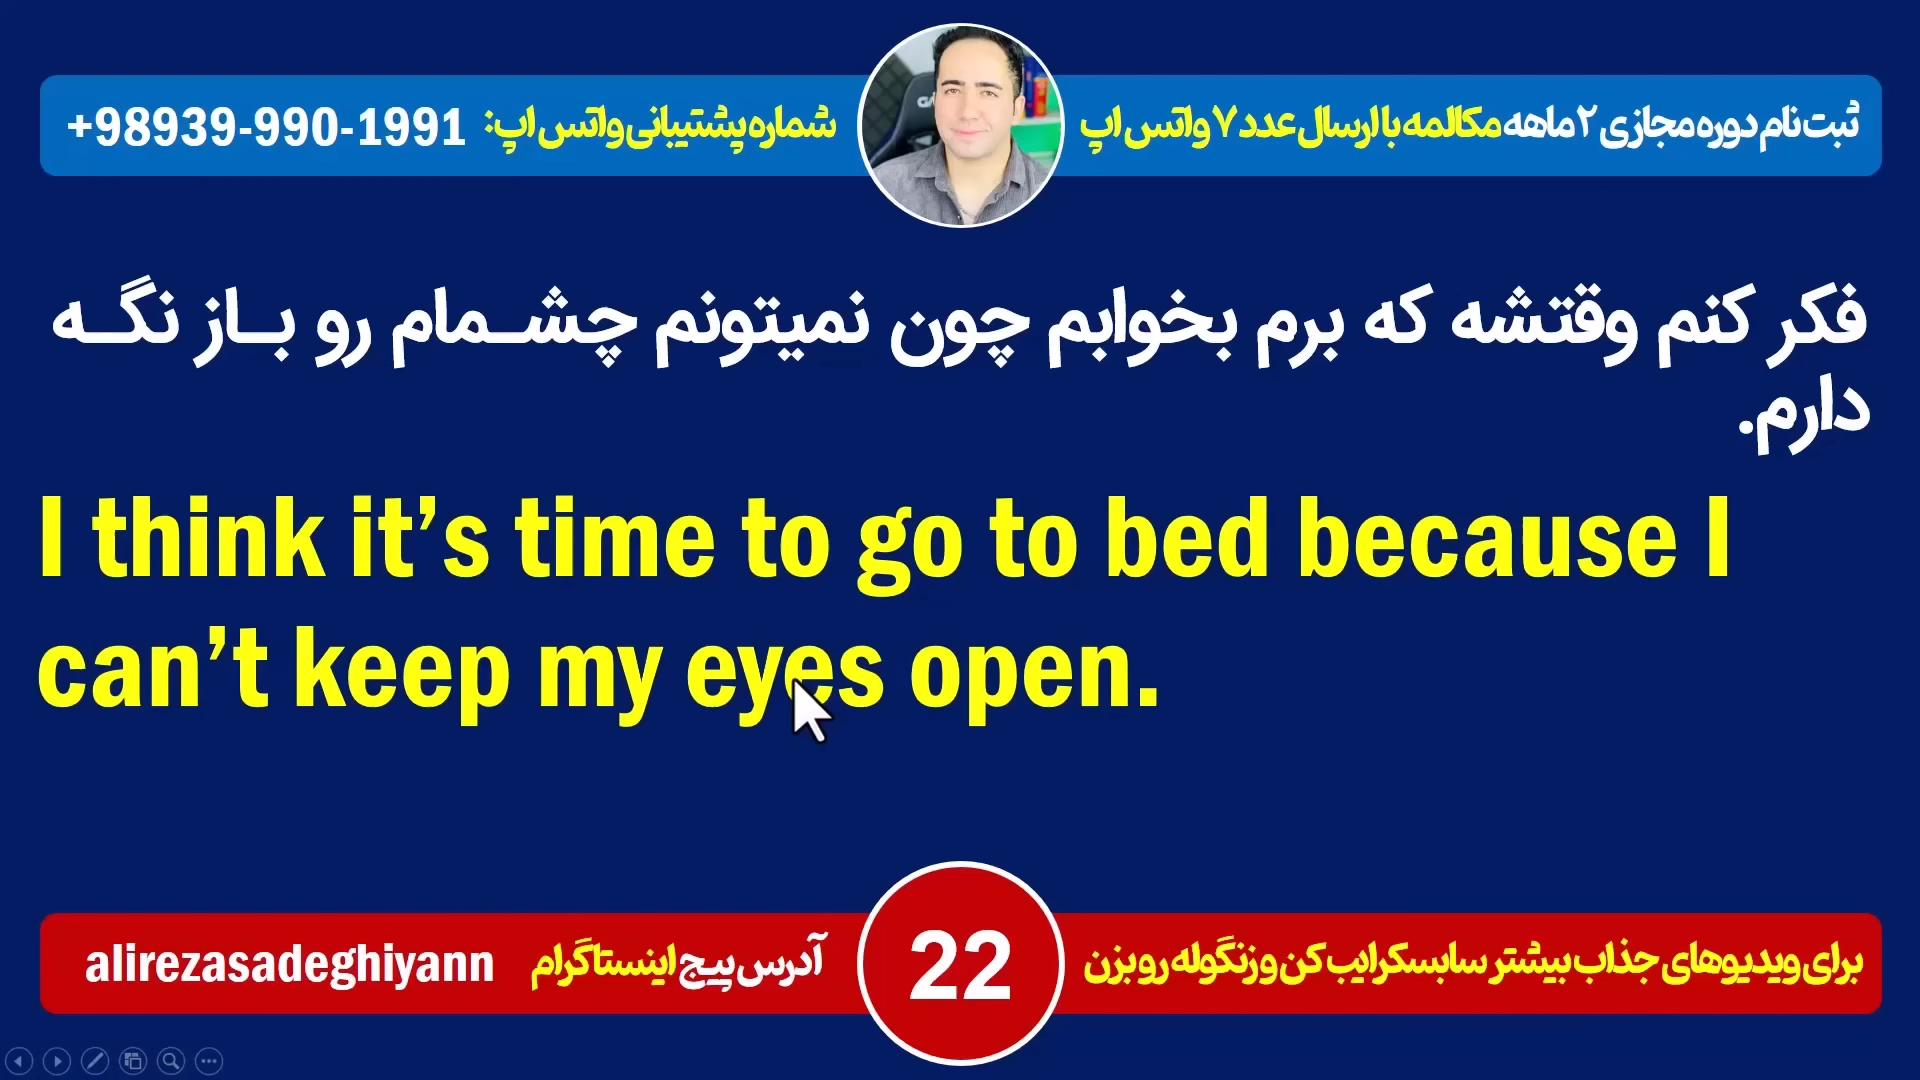 ثبت نام دوره مجازی ۲ ماهه مکالمه با ارسال عدد ۷ واتس اپ
شماره پشتیبانی واتس اپ: +98939-990-1991
فکر کنم وقتشه که برم بخوابم چون نمیتونم چشمام رو باز نگه
دارم.
I think it’s time to go to bed because I
can’t keep my eyes open.
برای ویدیوهای جذاب بیشتر سابسکرایب کن و زنگوله رو بزن
22
آدرس پیج اینستاگرام alirezasadeghiyann